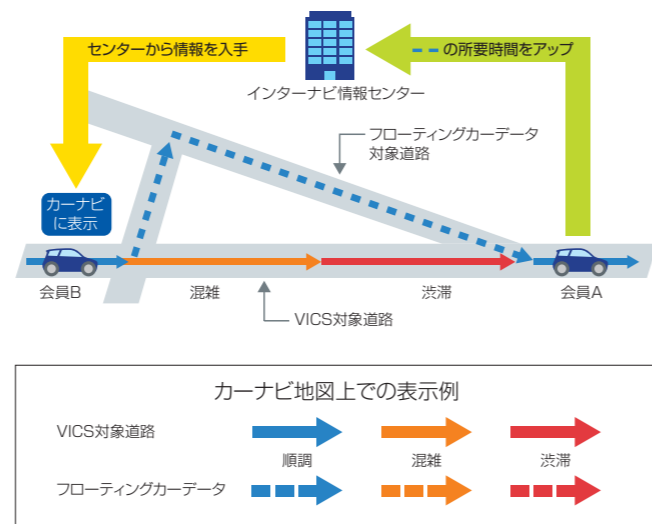 センターから情報を入手
の所要時間をアップ
インターナビ情報センター
フローティングカーデータ
対象道路
カーナビ
に表示
会員B
混雑
渋滞
会員A
VICS対象道路
カーナビ地図上での表示例
VICS対象道路
順調
混雑
渋滞
フローティングカーデータ